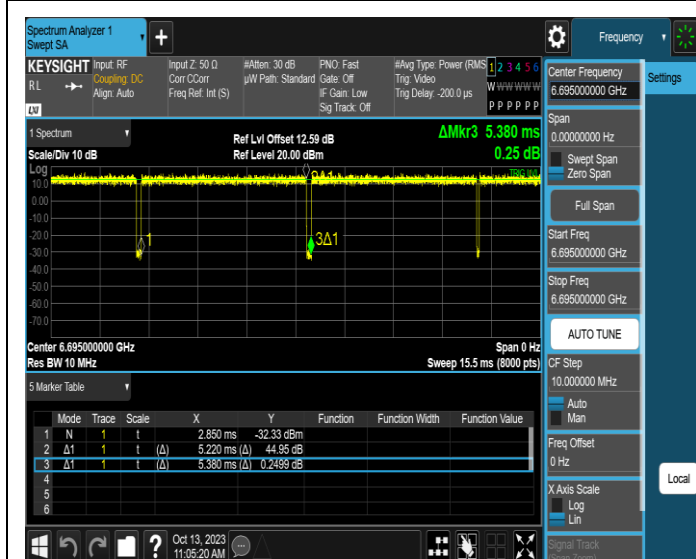 Spectrum Analyzer 1
Swept SA
Frequency
KEYSIGHT Input: RF Input Z: 50 Ω #Atten: 30 dB PNO: Fast #Avg Type: Power (RMS 1 2 3 4 5 6
RL Coupling: DC Corr CCorr µW Path: Standard Gate: Off Trig: Video W W W W W W
Align: Auto Freq Ref: Int (S) IF Gain: Low Trig Delay: -200.0 µs
LXI Sig Track: Off P P P P P P
Center Frequency
6.695000000 GHz
Settings
1 Spectrum
Ref Lvl Offset 12.59 dB
ΔMkr3 5.380 ms
Scale/Div 10 dB
Ref Level 20.00 dBm
0.25 dB
Span
0.00000000 Hz
Swept Span
Zero Span
Full Span
Start Freq
6.695000000 GHz
Stop Freq
6.695000000 GHz
AUTO TUNE
CF Step
10.000000 MHz
Auto
Man
Freq Offset
0 Hz
X Axis Scale
Log
Lin
Signal Track
(Span Zoom)
Local
Log
10.0
0.00
-10.0
-20.0
-30.0
-40.0
-50.0
-60.0
-70.0
1
2Δ1
3Δ1
Center 6.695000000 GHz
Span 0 Hz
Res BW 10 MHz
Sweep 15.5 ms (8000 pts)
5 Marker Table
Mode Trace Scale X Y Function Function Width Function Value
1 N 1 t 2.850 ms -32.33 dBm
2 Δ1 1 t (Δ) 5.220 ms (Δ) 44.95 dB
3 Δ1 1 t (Δ) 5.380 ms (Δ) 0.2499 dB
4
5
6
Oct 13, 2023
11:05:20 AM